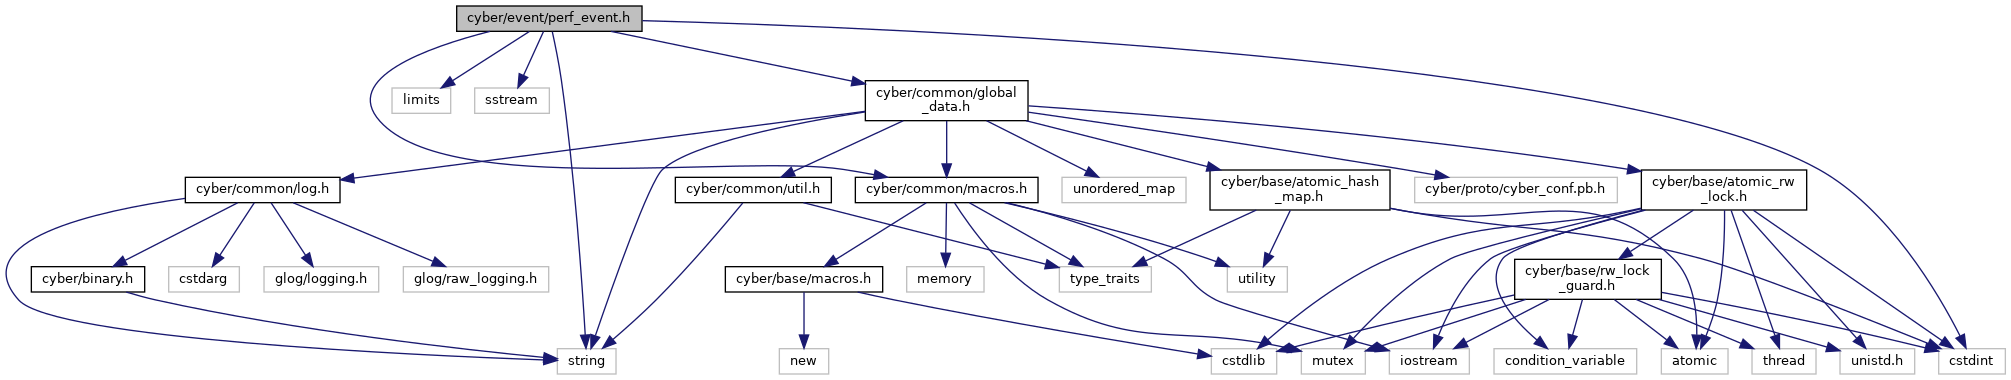 cyber/event/perf_event.h
limits
sstream
cyber/common/global
_data.h
cyber/common/log.h
cyber/common/util.h
cyber/common/macros.h
unordered_map
cyber/base/atomic_hash
_map.h
cyber/proto/cyber_conf.pb.h
cyber/base/atomic_rw
_lock.h
cyber/binary.h
cstdarg
glog/logging.h
glog/raw_logging.h
cyber/base/macros.h
memory
type_traits
utility
cyber/base/rw_lock
_guard.h
string
new
cstdlib
mutex
iostream
condition_variable
atomic
thread
unistd.h
cstdint